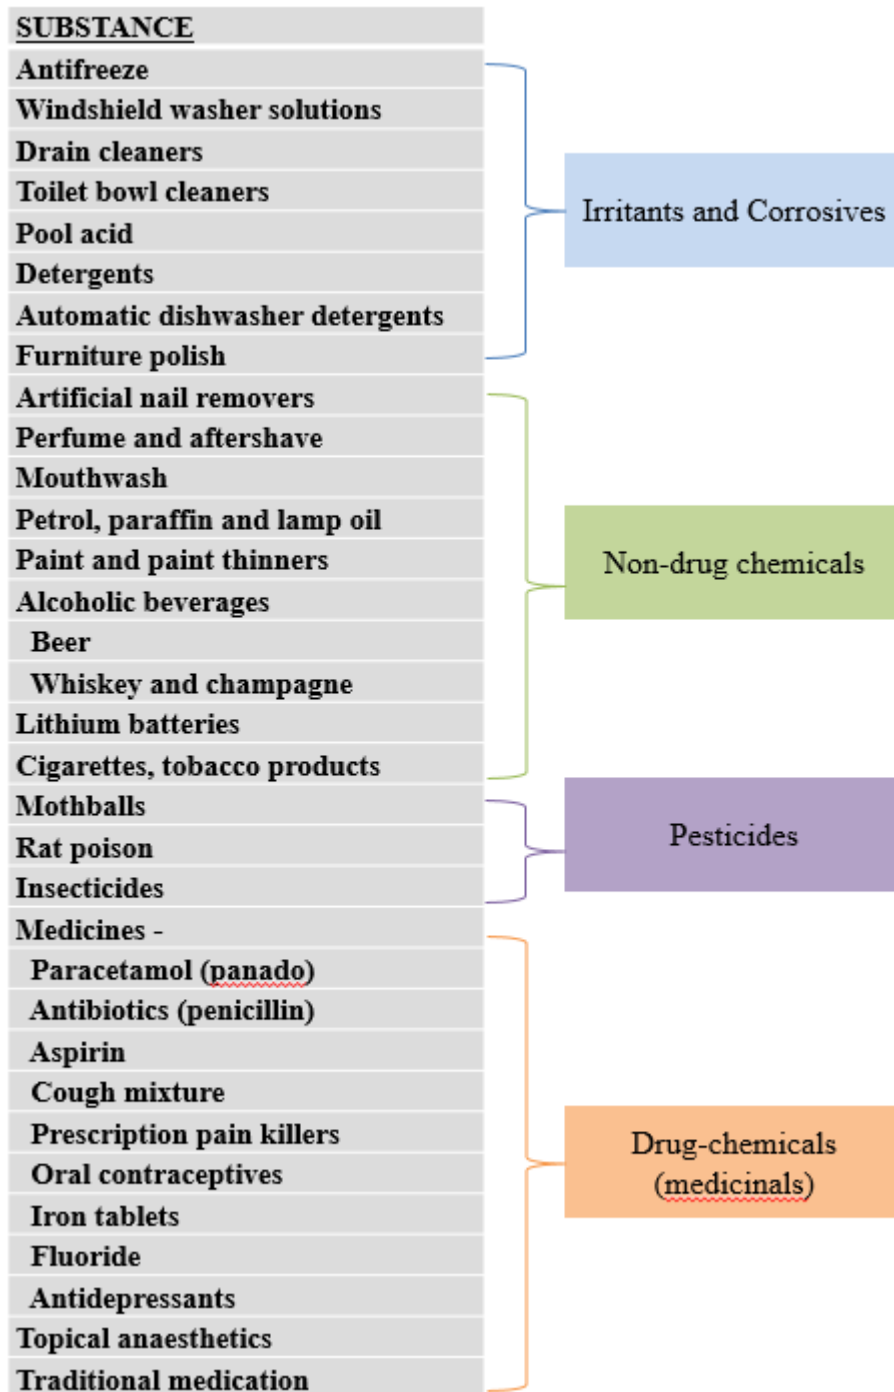 SUBSTANCE
Antifreeze
Windshield washer solutions
Drain cleaners
Toilet bowl cleaners
Pool acid
Detergents
Automatic dishwasher detergents
Furniture polish
Irritants and Corrosives
Artificial nail removers
Perfume and aftershave
Mouthwash
Petrol, paraffin and lamp oil
Paint and paint thinners
Alcoholic beverages
Beer
Whiskey and champagne
Lithium batteries
Cigarettes, tobacco products
Non-drug chemicals
Mothballs
Rat poison
Insecticides
Pesticides
Medicines -
Paracetamol (panado)
Antibiotics (penicillin)
Aspirin
Cough mixture
Prescription pain killers
Oral contraceptives
Iron tablets
Fluoride
Antidepressants
Topical anaesthetics
Traditional medication
Drug-chemicals
(medicinals)